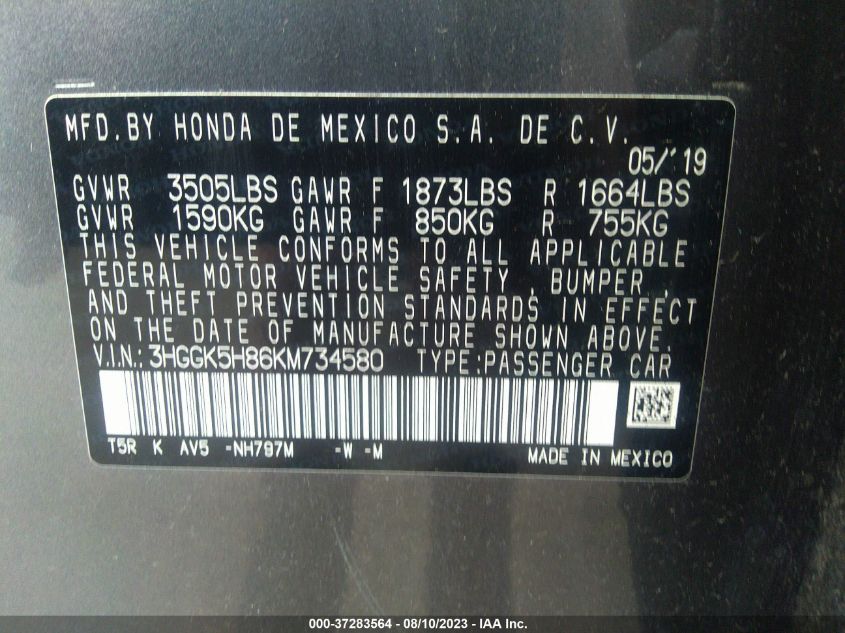 MFD.BY HONDA DE MEXICO S.A. DE C.V.
05/'19
GVWR 3505LBS GAWR F 1873LBS R 1664LBS
GVWR 1590KG GAWR F 850KG R 755KG
THIS VEHICLE CONFORMS TO ALL APPLICABLE
FEDERAL MOTOR VEHICLE SAFETY , BUMPER ,
AND THEFT PREVENTION STANDARDS IN EFFECT
ON THE DATE OF MANUFACTURE SHOWN ABOVE.
V.IN.: 3HGGK5H86KM734580 TYPE:PASSENGER CAR
T5R K AV5 -NH797M -W -M MADE IN MEXICO
000-37283564 - 08/10/2023 - IAA Inc.